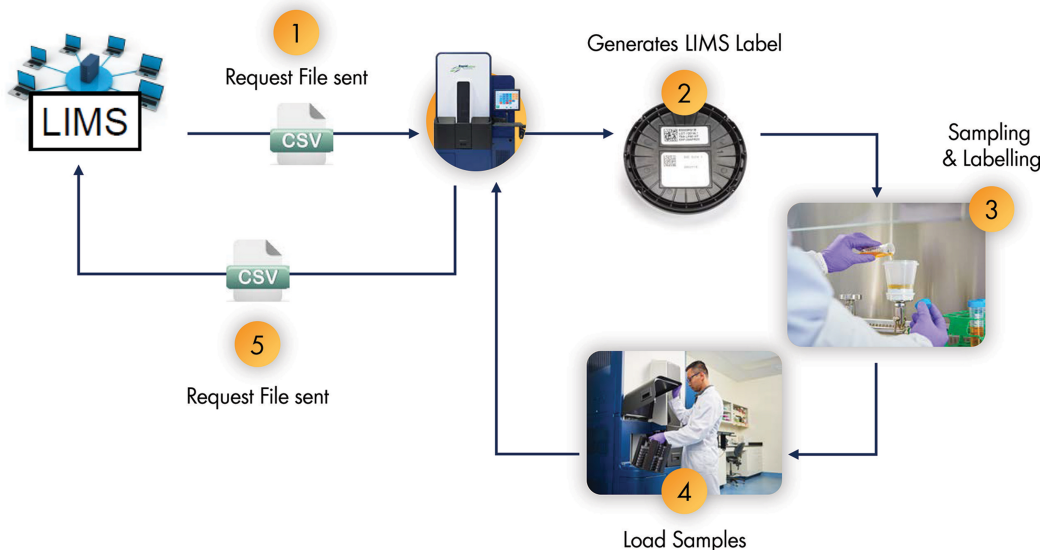 1
Request File sent
CSV
LIMS
Generates LIMS Label
2
Sampling
& Labelling
3
CSV
5
Request File sent
4
Load Samples